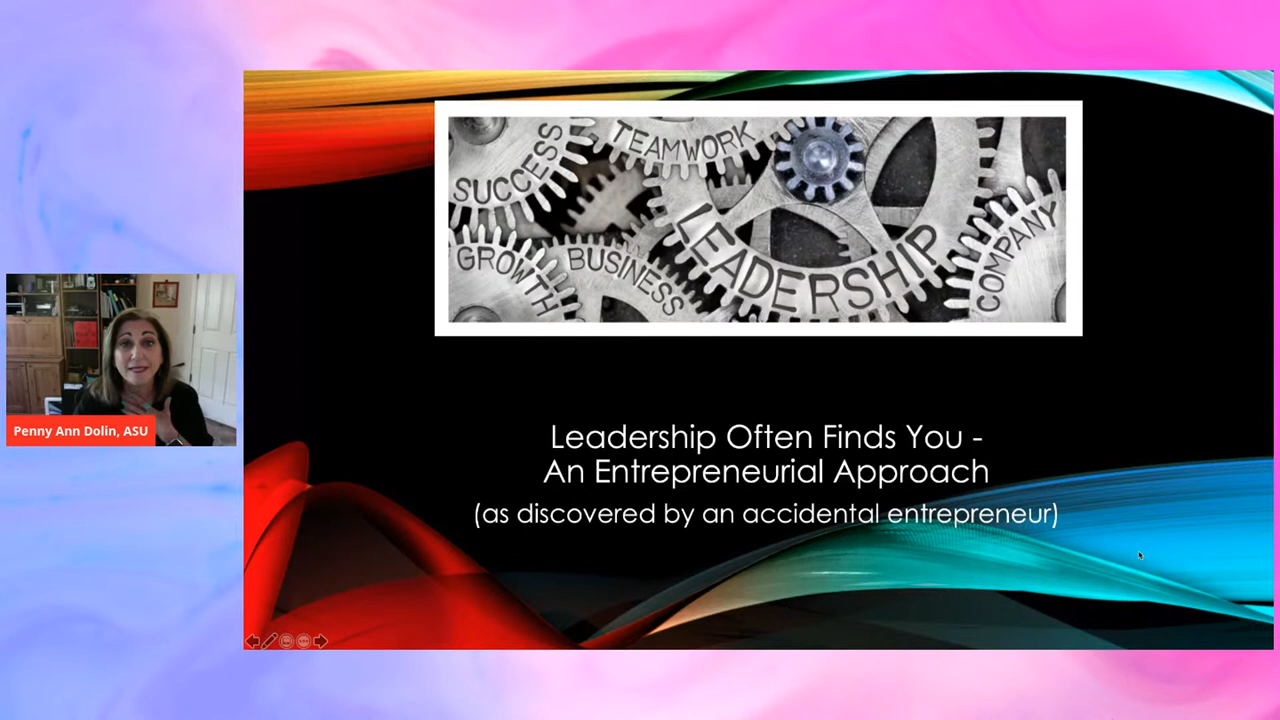 SUCCESS
TEAMWORK
GROWTH
BUSINESS
LEADERSHIP
COMPANY
Penny Ann Dolin, ASU
Leadership Often Finds You -
An Entrepreneurial Approach
(as discovered by an accidental entrepreneur)